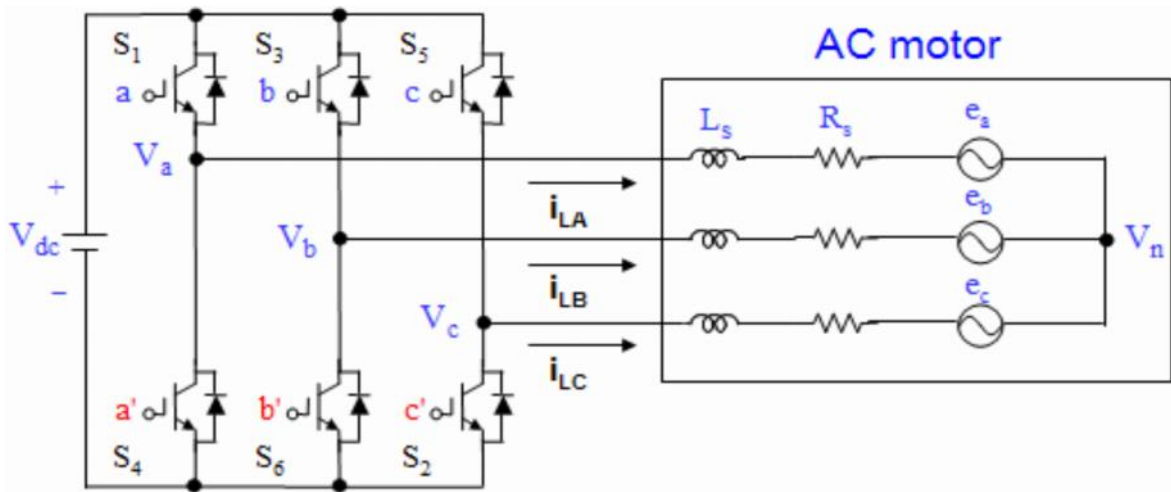 S1 S3 S5
AC motor
a b c
Ls Rs ea
Va
+
iLA
eb
Vdc Vb Vn
−
iLB
ec
Vc
iLC
a' b' c'
S4 S6 S2